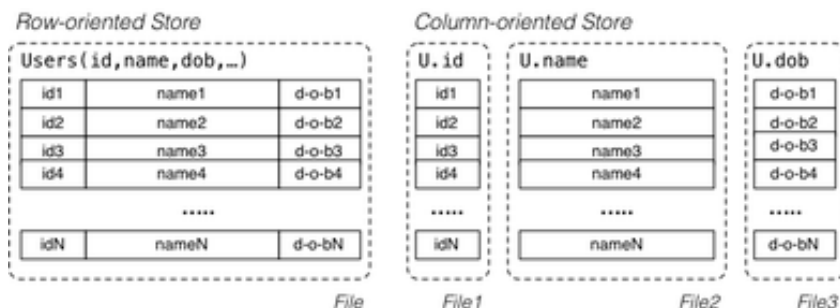 Row-oriented Store
Users(id,name,dob,…)
id1 name1 d-o-b1
id2 name2 d-o-b2
id3 name3 d-o-b3
id4 name4 d-o-b4
.....
idN nameN d-o-bN
File
Column-oriented Store
U.id
id1
id2
id3
id4
.....
idN
File1
U.name
name1
name2
name3
name4
.....
nameN
File2
U.dob
d-o-b1
d-o-b2
d-o-b3
d-o-b4
.....
d-o-bN
File3